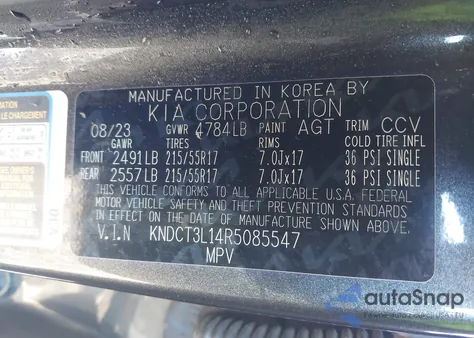 MANUFACTURED IN KOREA BY
KIA CORPORATION
08/23 GVWR 4784LB PAINT AGT TRIM CCV
GAWR TIRES RIMS COLD TIRE INFL
FRONT 2491LB 215/55R17 7.0Jx17 36 PSI SINGLE
REAR 2557LB 215/55R17 7.0Jx17 36 PSI SINGLE
THIS VEHICLE CONFORMS TO ALL APPLICABLE U.S.A. FEDERAL
MOTOR VEHICLE SAFETY AND THEFT PREVENTION STANDARDS
IN EFFECT ON THE DATE OF MANUFACTURE SHOWN ABOVE.
V.I.N KNDCT3L14R5085547
MPV
autoSnap